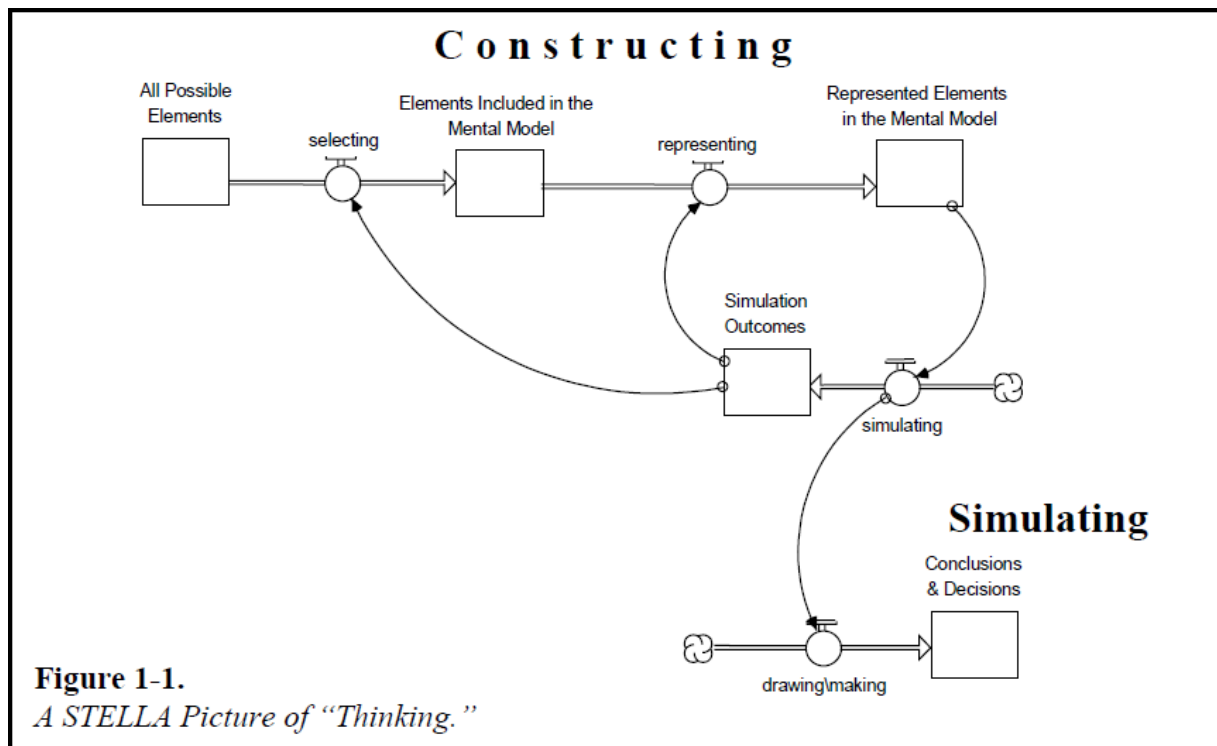 Constructing
All Possible
Elements
selecting
Elements Included in the
Mental Model
representing
Represented Elements
in the Mental Model
Simulation
Outcomes
simulating
Simulating
Conclusions
& Decisions
drawing\making
Figure 1-1.
A STELLA Picture of “Thinking.”